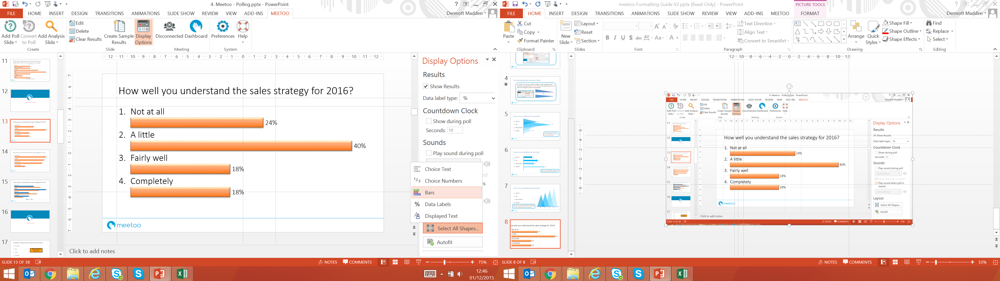 4. Meetoo - Polling.pptx - PowerPoint
FILE HOME INSERT DESIGN TRANSITIONS ANIMATIONS SLIDE SHOW REVIEW VIEW ADD-INS MEETOO
Dermott Madden
Add Poll Slide
Convert to Poll
Add Analysis Slide
Create
Edit
Delete
Clear Results
Create Sample Results
Display Options
Slide
Disconnected
Dashboard
Meeting
Preferences
Help
System
11
12
13
14
15
16
17
How well you understand the sales strategy for 2016?
1. Not at all
24%
2. A little
40%
3. Fairly well
18%
4. Completely
18%
meetoo
Click to add notes
Display Options
Results
Show Results
Data label type: %
Countdown Clock
Show during poll
Seconds: 10
Sounds
Play sound during poll
Choice Text
Choice Numbers
Bars
Data Labels
Displayed Text
Select All Shapes...
Autofit
SLIDE 13 OF 38
NOTES
COMMENTS
75%
12:46
01/12/2015
meetoo Formatting Guide V2.pptx [Read-Only] - PowerPoint
PICTURE TOOLS
FILE HOME INSERT DESIGN TRANSITIONS ANIMATIONS SLIDE SHOW REVIEW VIEW ADD-INS MEETOO FORMAT
Dermott Madden
Paste
Cut
Copy
Format Painter
Clipboard
New Slide
Layout
Reset
Section
Slides
Font
Text Direction
Align Text
Convert to SmartArt
Paragraph
Arrange
Quick Styles
Shape Fill
Shape Outline
Shape Effects
Drawing
Find
Replace
Select
Editing
4
Formatting Meetoo Question Slides
5
How are you feeling this morning?
6
How are you feeling this morning?
7
How are you feeling this morning?
8
4. Meetoo - Polling.pptx - PowerPoint
FILE HOME INSERT DESIGN TRANSITIONS ANIMATIONS SLIDE SHOW REVIEW VIEW ADD-INS MEETOO
Dermott Madden
Add Poll Slide
Convert to Poll
Add Analysis Slide
Create
Edit
Delete
Clear Results
Create Sample Results
Display Options
Slide
Disconnected
Dashboard
Meeting
Preferences
Help
System
11
12
13
14
15
16
17
How well you understand the sales strategy for 2016?
1. Not at all
24%
2. A little
40%
3. Fairly well
18%
4. Completely
18%
meetoo
Click to add notes
Display Options
Results
Show Results
Data label type: %
Countdown Clock
Show during poll
Seconds: 10
Sounds
Play sound during poll
DefaultVote
Loop until vote is closed
Play sound when poll is closed
DefaultStop
Layout
Select All Shapes...
Autofit
SLIDE 13 OF 38
NOTES
COMMENTS
75%
SLIDE 8 OF 8
NOTES
COMMENTS
33%